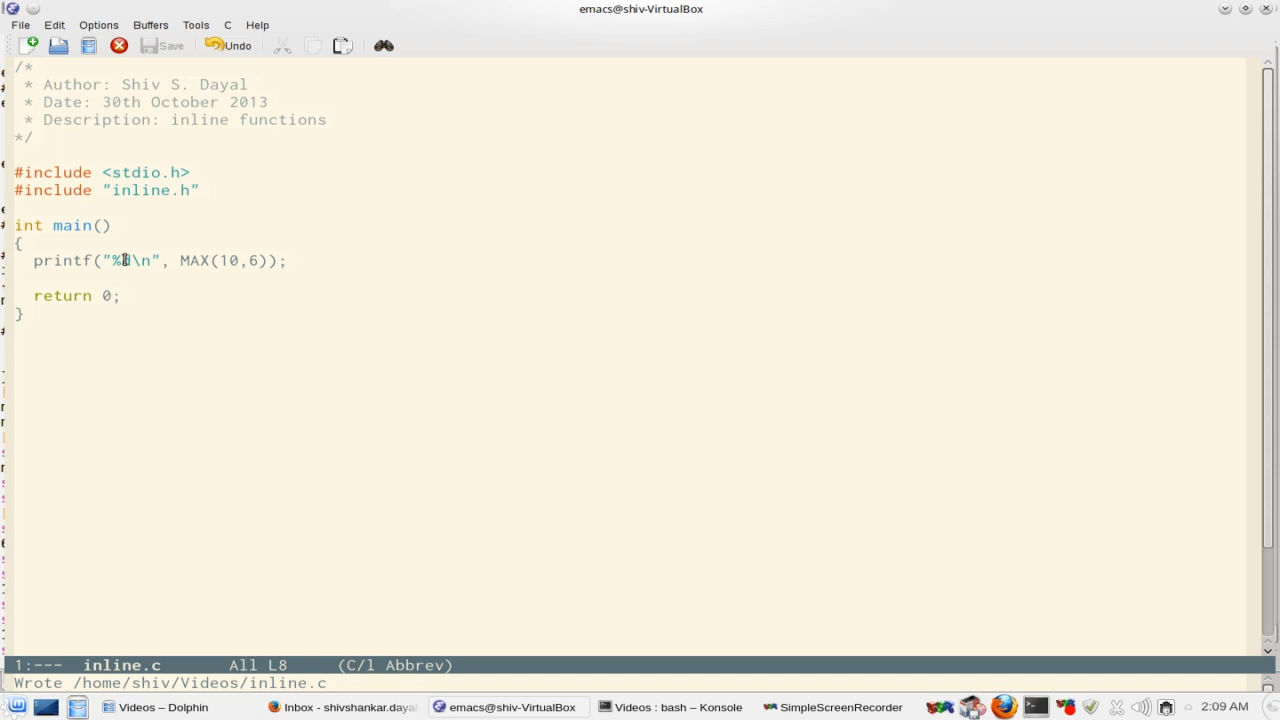 emacs@shiv-VirtualBox
File Edit Options Buffers Tools C Help
Save Undo
/*
* Author: Shiv S. Dayal
* Date: 30th October 2013
* Description: inline functions
*/
#include <stdio.h>
#include "inline.h"
int main()
{
printf("%d\n", MAX(10,6));
return 0;
}
1:--- inline.c All L8 (C/l Abbrev)
Wrote /home/shiv/Videos/inline.c
Videos – Dolphin Inbox - shivshankar.daya emacs@shiv-VirtualBox Videos : bash – Konsole SimpleScreenRecorder 2:09 AM